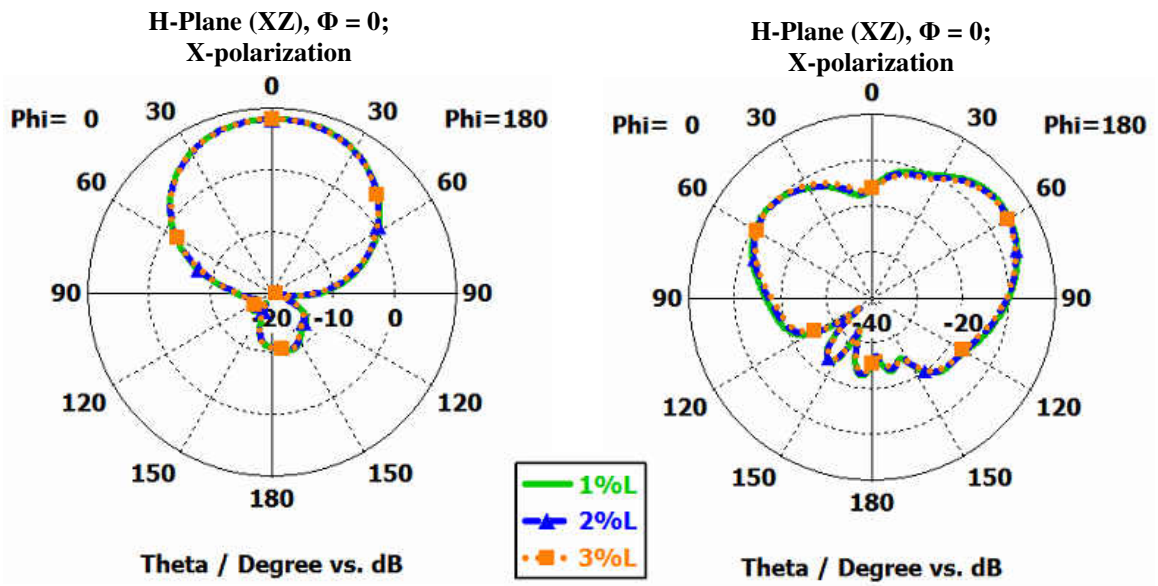 H-Plane (XZ), Φ = 0;
X-polarization
0
30
30
Phi= 0
Phi=180
60
60
90
90
-20
-10
0
120
120
150
150
180
Theta / Degree vs. dB
H-Plane (XZ), Φ = 0;
X-polarization
0
30
30
Phi= 0
Phi=180
60
60
90
90
-40
-20
120
120
150
150
180
Theta / Degree vs. dB
1%L
2%L
3%L